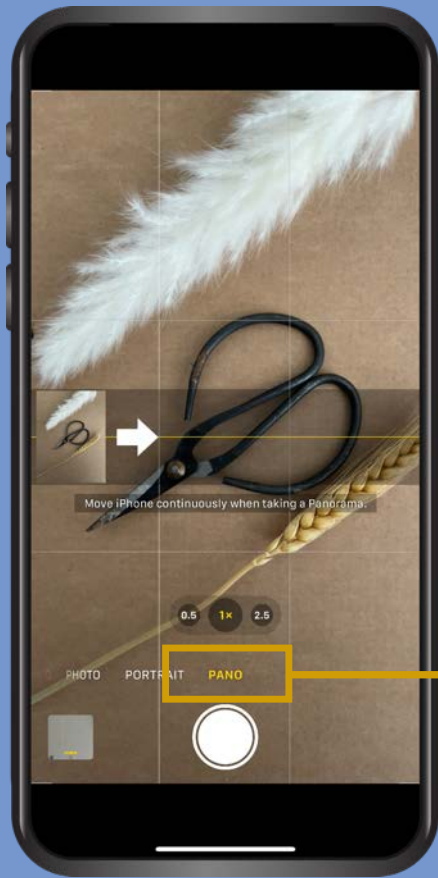 Move iPhone continuously when taking a Panorama.
0.5 1× 2.5
PHOTO PORTRAIT PANO